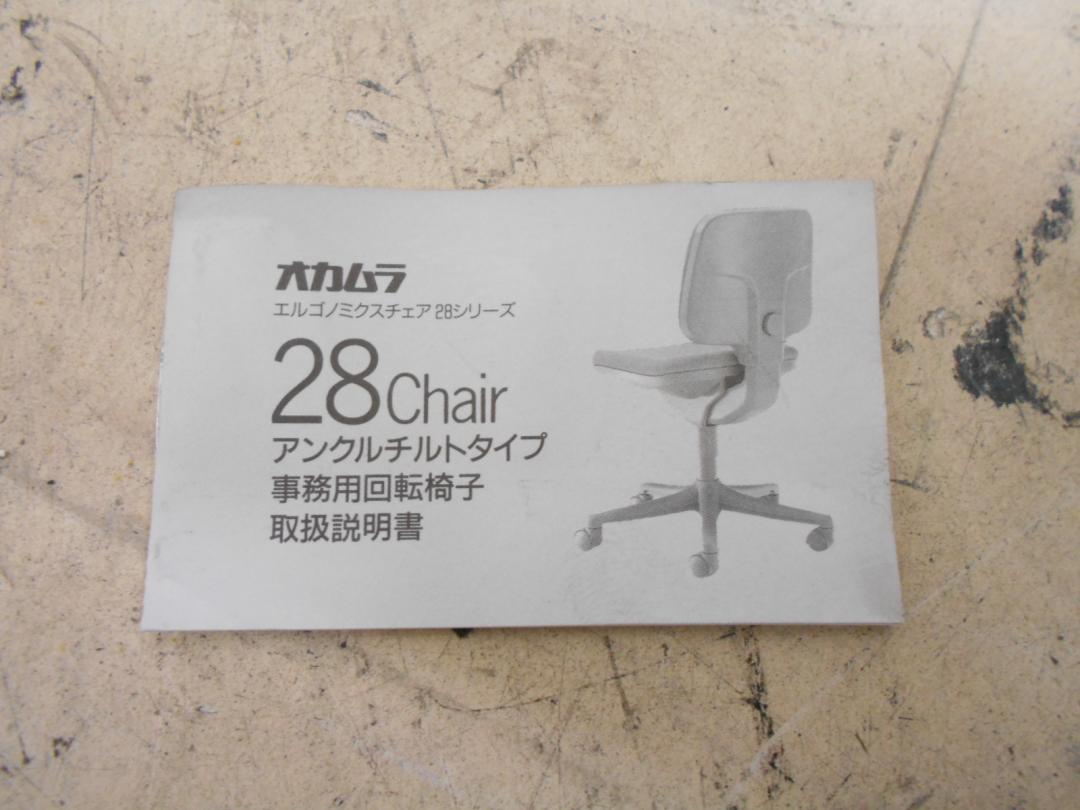 オカムラ
エルゴノミクスチェア28シリーズ
28Chair
アンクルチルトタイプ
事務用回転椅子
取扱説明書